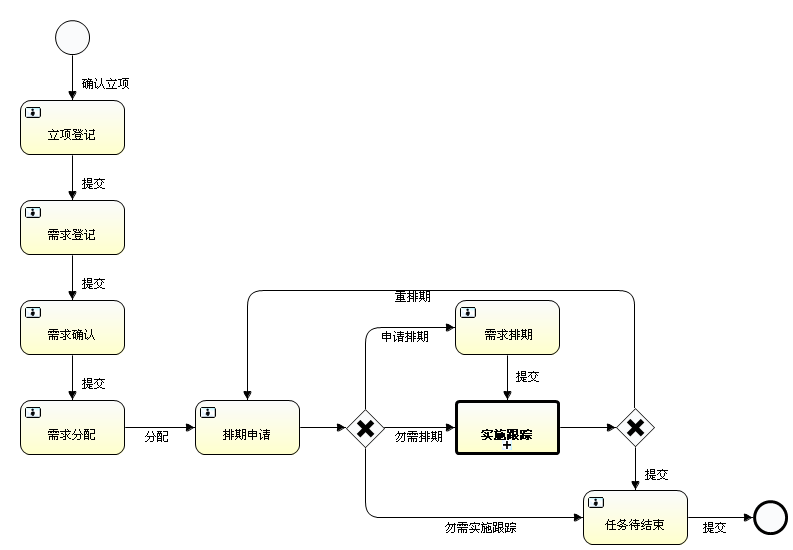 确认立项
立项登记
提交
需求登记
提交
需求确认
提交
需求分配
分配
排期申请
重排期
申请排期
需求排期
提交
勿需排期
实施跟踪
勿需实施跟踪
提交
任务待结束
提交